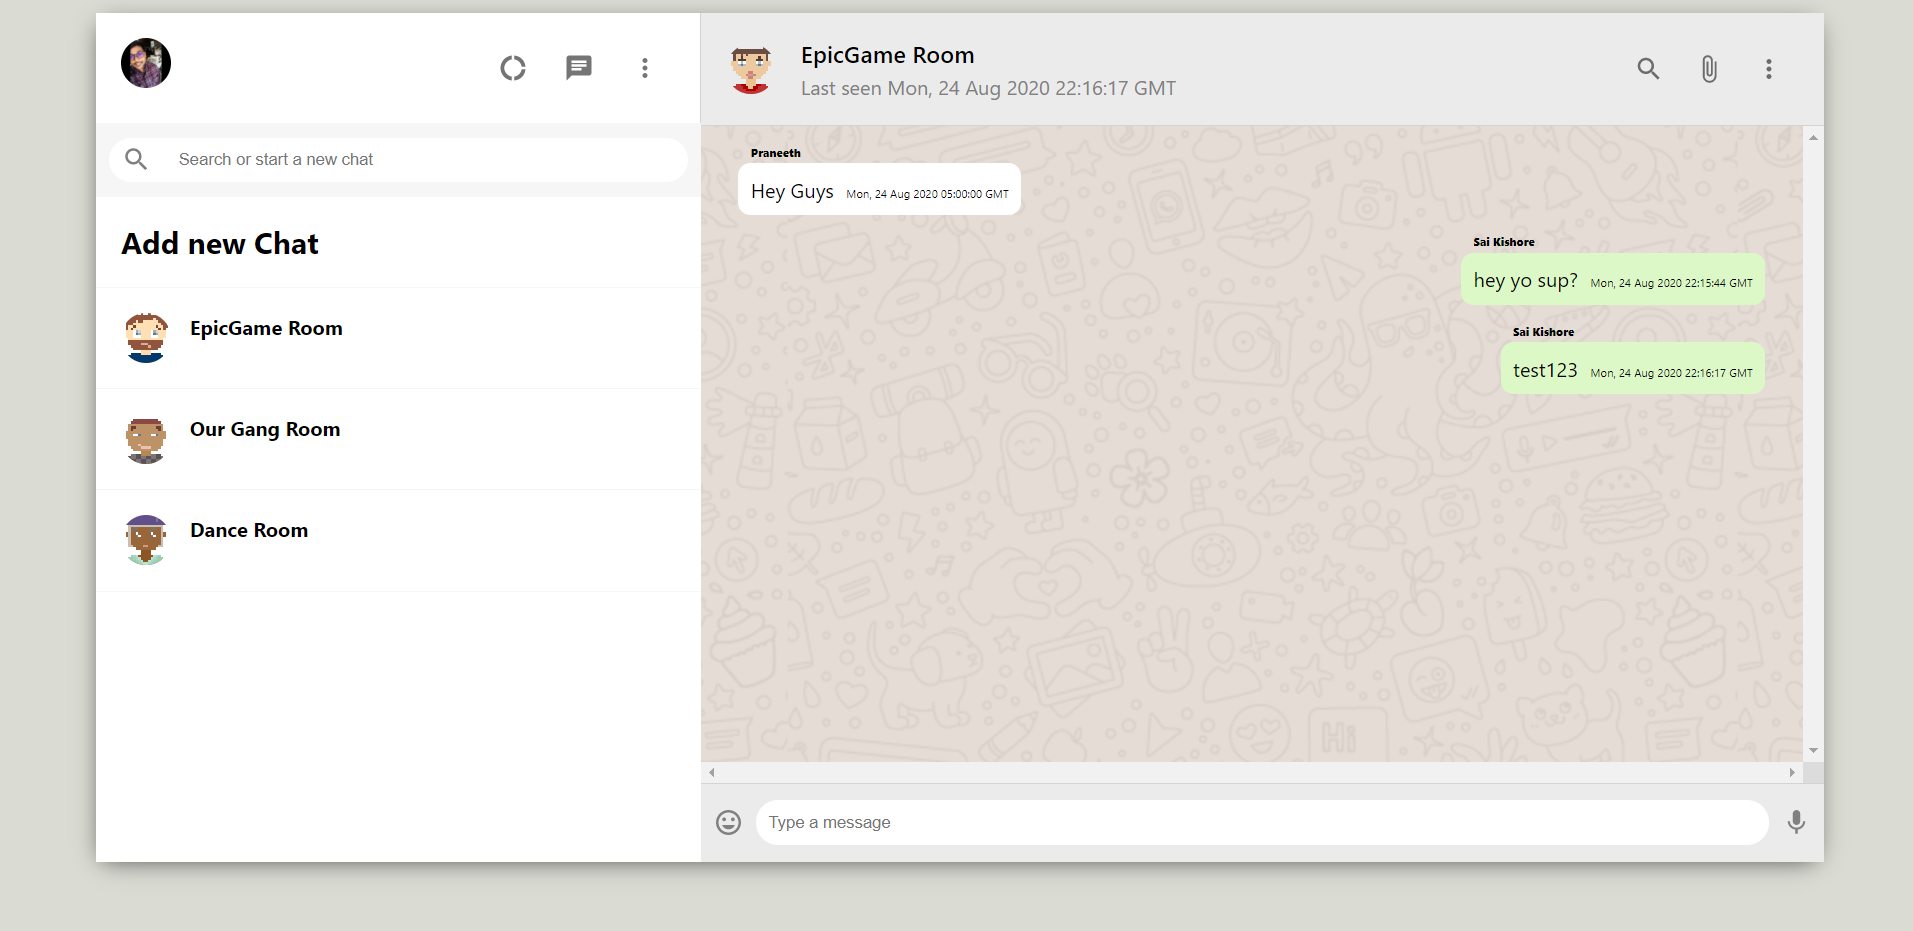 EpicGame Room
Last seen Mon, 24 Aug 2020 22:16:17 GMT
Search or start a new chat
Add new Chat
EpicGame Room
Our Gang Room
Dance Room
Praneeth
Hey Guys Mon, 24 Aug 2020 05:00:00 GMT
Sai Kishore
hey yo sup? Mon, 24 Aug 2020 22:15:44 GMT
Sai Kishore
test123 Mon, 24 Aug 2020 22:16:17 GMT
Hi
Type a message